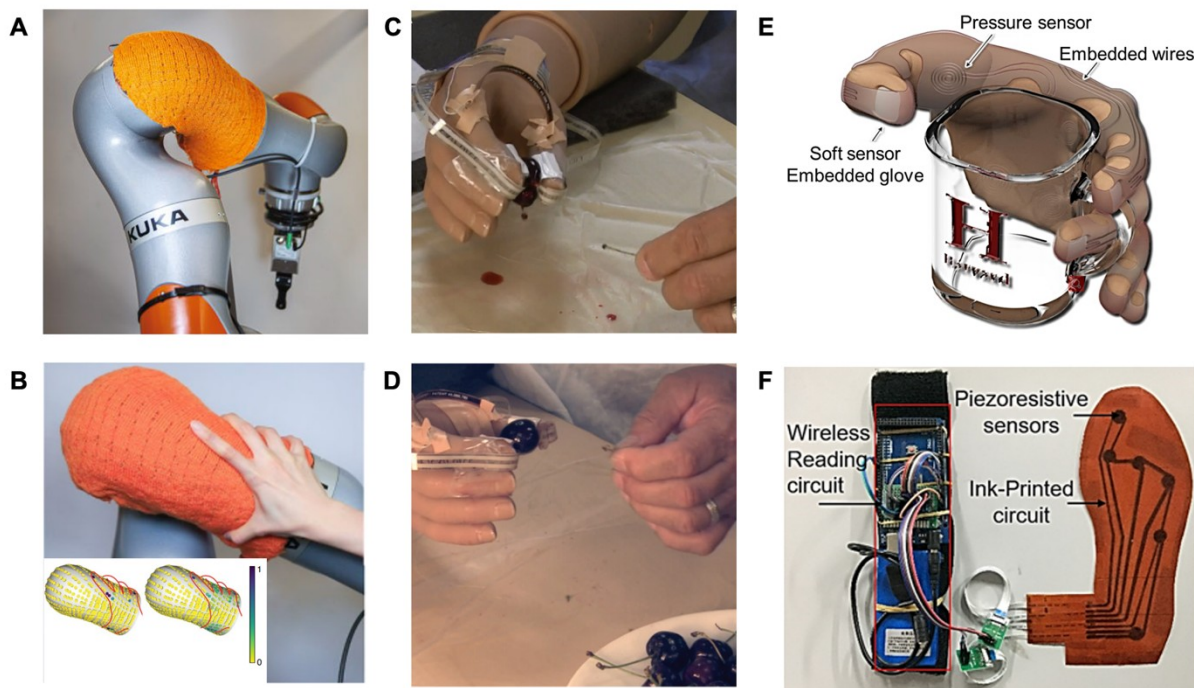 A
KUKA
B
1
0
C
D
E
Pressure sensor
Embedded wires
Soft sensor
Embedded glove
H
F
Wireless
Reading
circuit
Piezoresistive
sensors
Ink-Printed
circuit